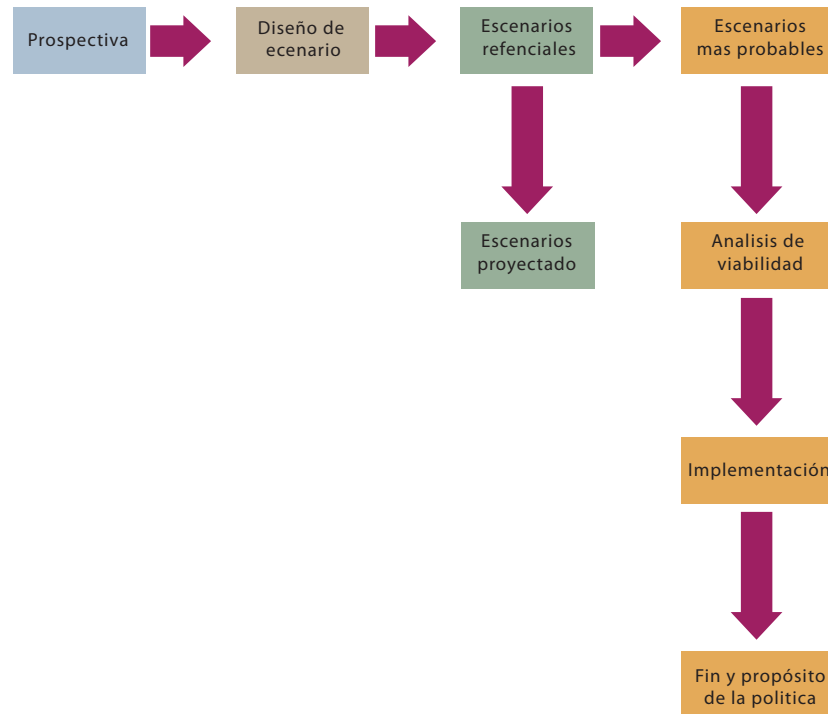 Prospectiva
Diseño de
ecenario
Escenarios
refenciales
Escenarios
mas probables
Escenarios
proyectado
Analisis de
viabilidad
Implementación
Fin y propósito
de la politica